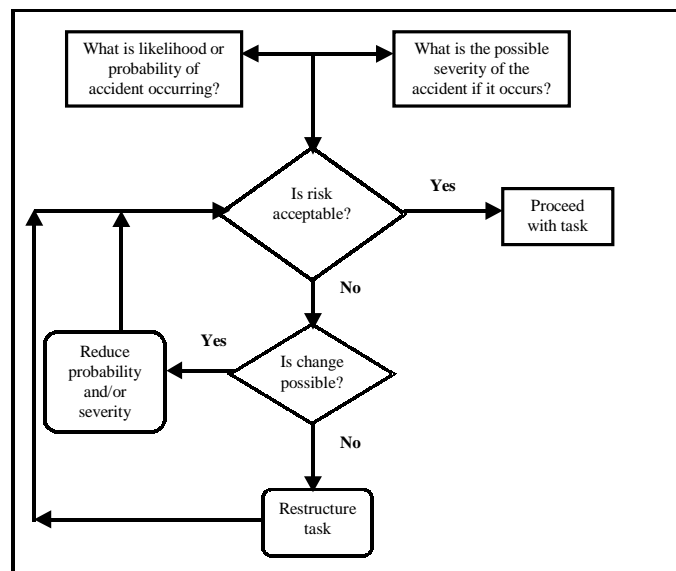 What is likelihood or
probability of
accident occurring?
What is the possible
severity of the
accident if it occurs?
Is risk
acceptable?
Yes
Proceed
with task
No
Yes
Reduce
probability
and/or
severity
Is change
possible?
No
Restructure
task